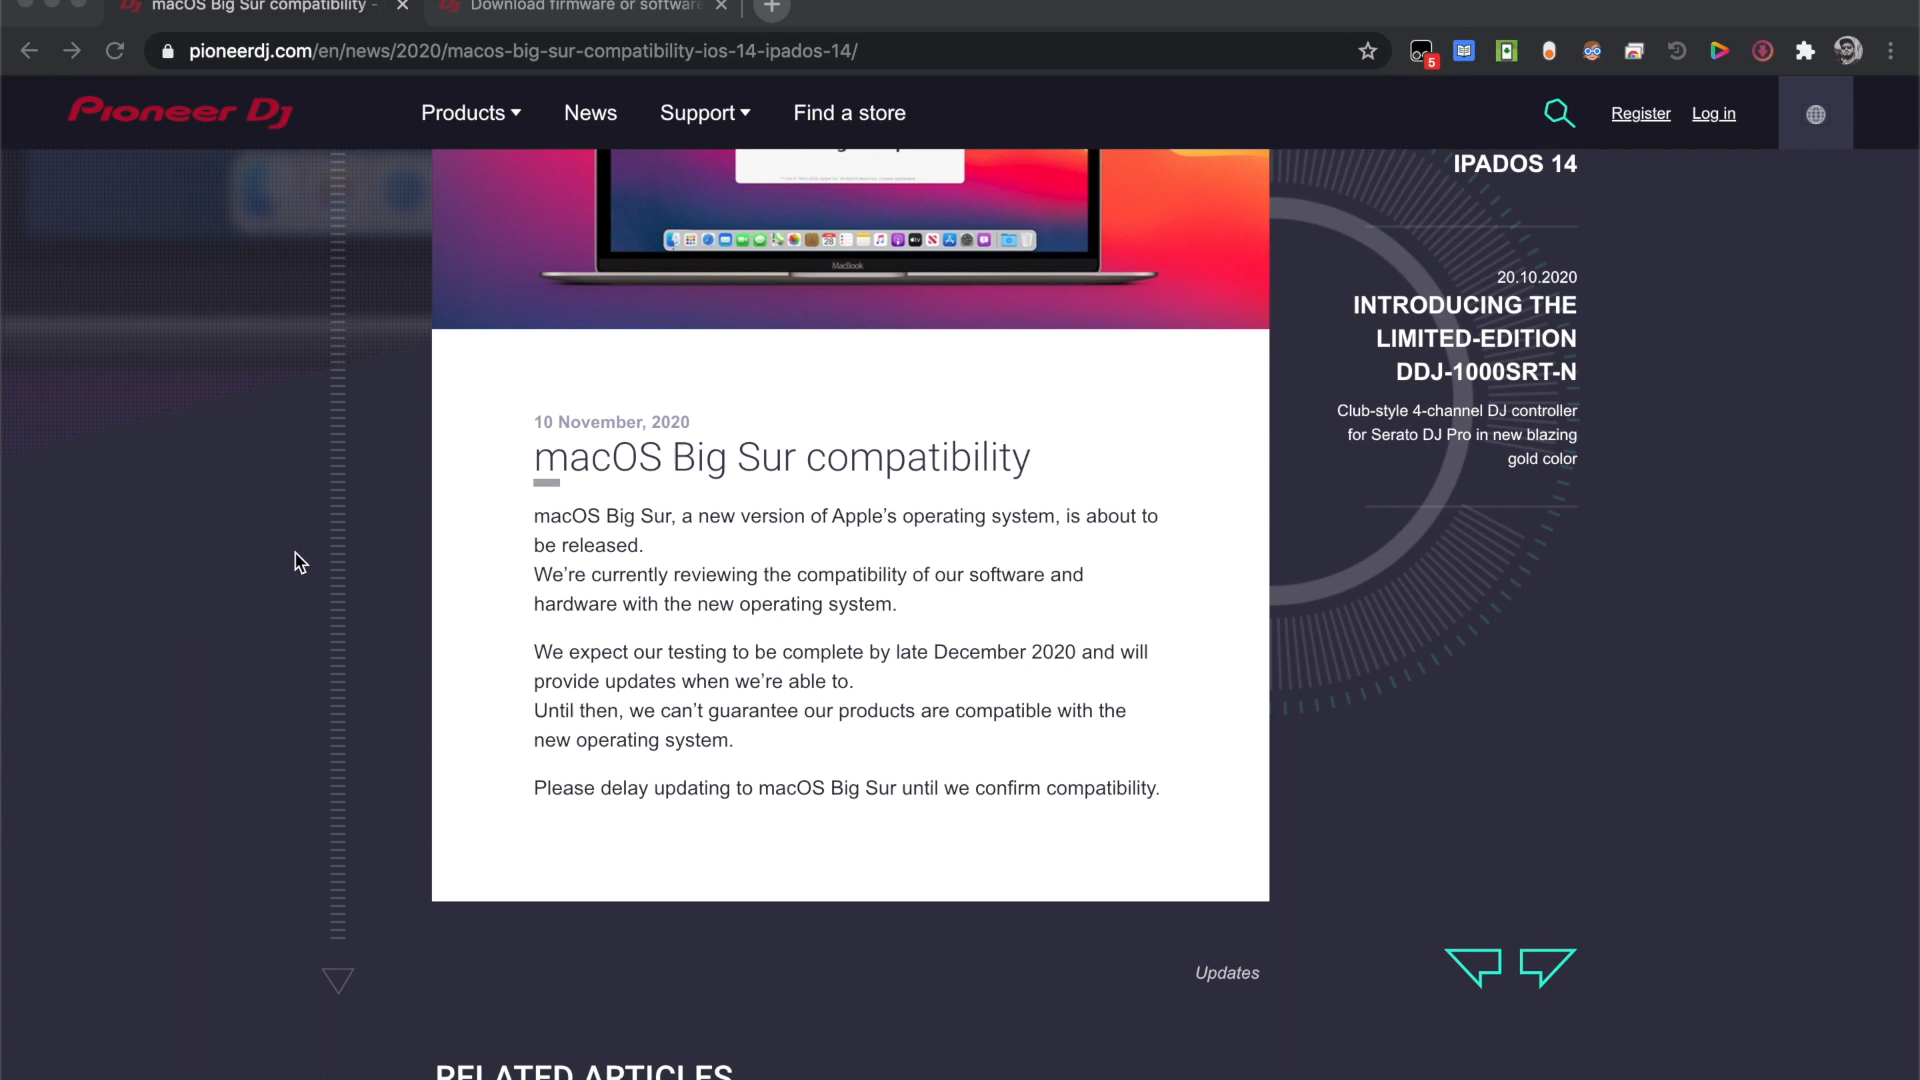 macOS Big Sur compatibility -
Download firmware or software
pioneerdj.com/en/news/2020/macos-big-sur-compatibility-ios-14-ipados-14/
5
Pioneer Dj
Products
News
Support
Find a store
Register
Log in
MacBook
10 November, 2020
macOS Big Sur compatibility
macOS Big Sur, a new version of Apple’s operating system, is about to
be released.
We’re currently reviewing the compatibility of our software and
hardware with the new operating system.
We expect our testing to be complete by late December 2020 and will
provide updates when we’re able to.
Until then, we can’t guarantee our products are compatible with the
new operating system.
Please delay updating to macOS Big Sur until we confirm compatibility.
IPADOS 14
20.10.2020
INTRODUCING THE
LIMITED-EDITION
DDJ-1000SRT-N
Club-style 4-channel DJ controller
for Serato DJ Pro in new blazing
gold color
Updates
RELATED ARTICLES